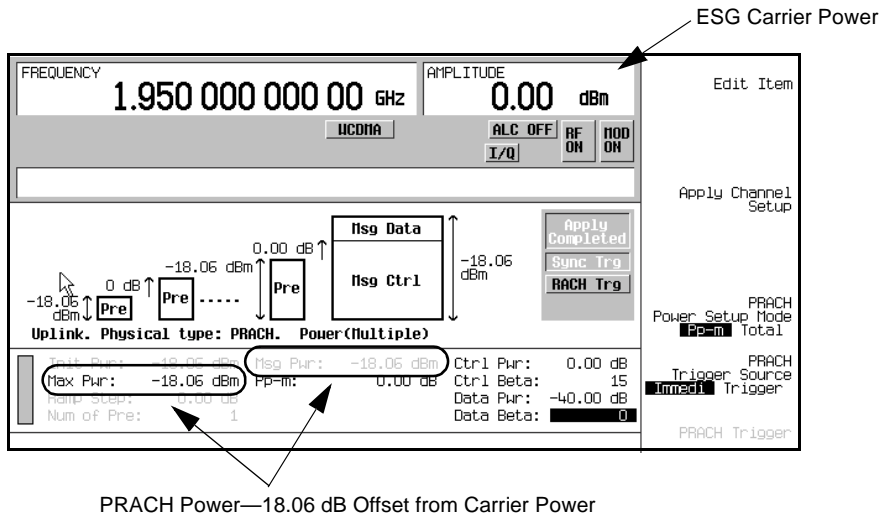 ESG Carrier Power
FREQUENCY
1.950 000 000 00 GHz
AMPLITUDE
0.00 dBm
WCDMA
ALC OFF
I/Q
RF ON
MOD ON
Edit Item
Apply Channel
Setup
Msg Data
Msg Ctrl
0.00 dB
-18.06 dBm
0 dB
-18.06
dBm
Pre
Pre
.....
Pre
-18.06
dBm
Apply
Completed
Sync Trg
RACH Trg
Uplink. Physical type: PRACH. Power(Multiple)
PRACH
Power Setup Mode
Pp-m Total
PRACH
Trigger Source
Immedi Trigger
PRACH Trigger
Init Pwr: -18.06 dBm
Max Pwr: -18.06 dBm
Ramp Step: 0.00 dB
Num of Pre: 1
Msg Pwr: -18.06 dBm
Pp-m: 0.00 dB
Ctrl Pwr: 0.00 dB
Ctrl Beta: 15
Data Pwr: -40.00 dB
Data Beta: 0
PRACH Power—18.06 dB Offset from Carrier Power